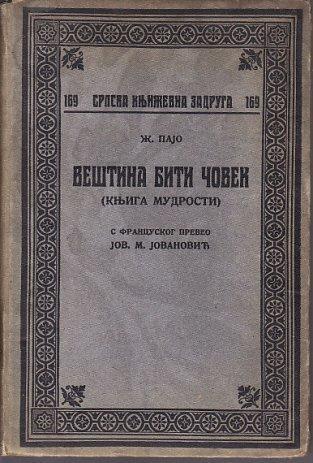 169 СРПСКА КЊИЖЕВНА ЗАДРУГА 169
Ж. ПАЈО
ВЕШТИНА БИТИ ЧОВЕК
(КЊИГА МУДРОСТИ)
С ФРАНЦУСКОГ ПРЕВЕО
ЈОВ. М. ЈОВАНОВИЋ